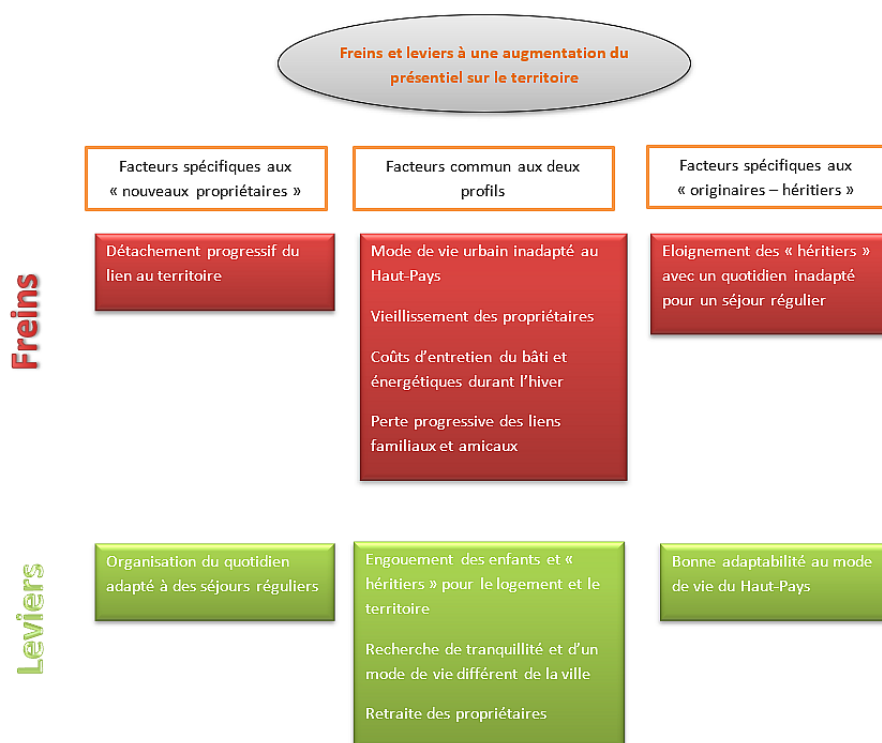 Freins et leviers à une augmentation du
présentiel sur le territoire
Facteurs spécifiques aux
« nouveaux propriétaires »
Facteurs commun aux deux
profils
Facteurs spécifiques aux
« originaires – héritiers »
Freins
Détachement progressif du
lien au territoire
Mode de vie urbain inadapté au
Haut-Pays
Vieillissement des propriétaires
Coûts d'entretien du bâti et
énergétiques durant l'hiver
Perte progressive des liens
familiaux et amicaux
Eloignement des « héritiers »
avec un quotidien inadapté
pour un séjour régulier
Leviers
Organisation du quotidien
adapté à des séjours réguliers
Engouement des enfants et «
héritiers » pour le logement et le
territoire
Recherche de tranquillité et d'un
mode de vie différent de la ville
Retraite des propriétaires
Bonne adaptabilité au mode
de vie du Haut-Pays